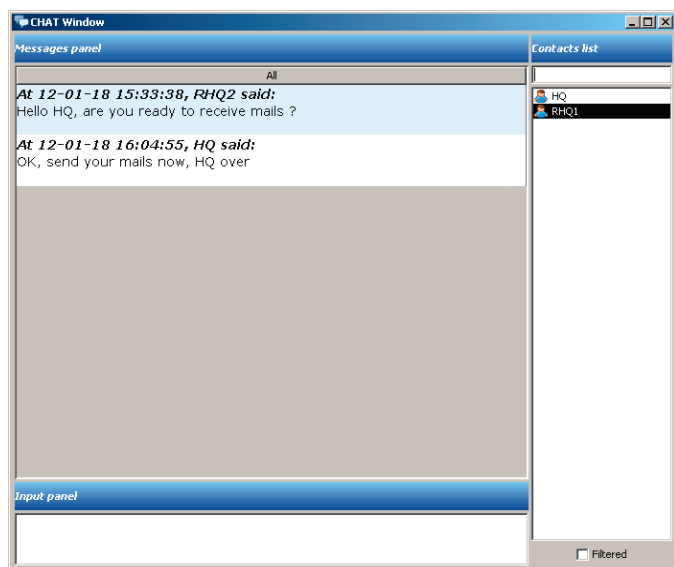 CHAT Window
Messages panel
Contacts list
All
At 12-01-18 15:33:38, RHQ2 said:
Hello HQ, are you ready to receive mails ?
At 12-01-18 16:04:55, HQ said:
OK, send your mails now, HQ over
HQ
RHQ1
Input panel
Filtered